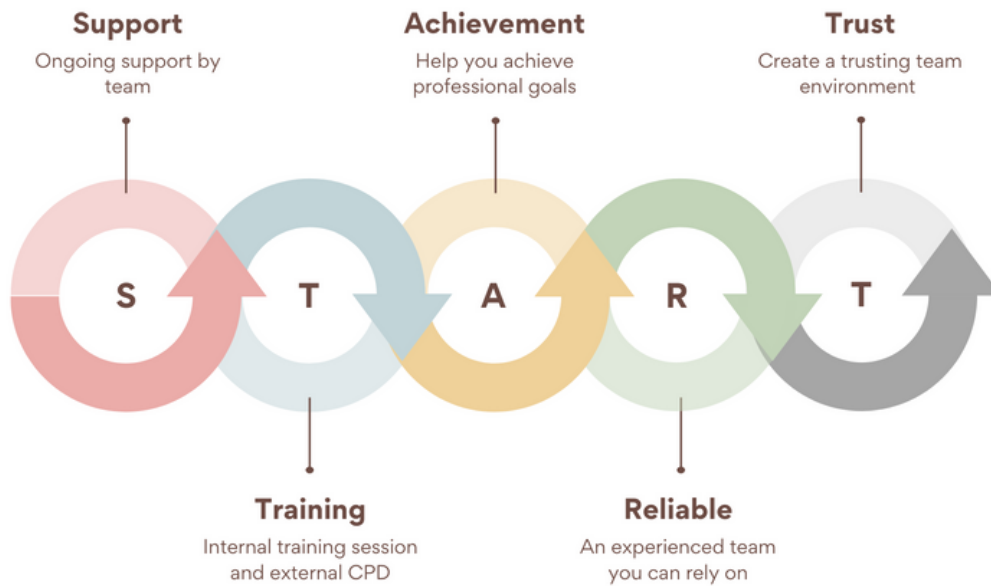 Support
Ongoing support by
team
Achievement
Help you achieve
professional goals
Trust
Create a trusting team
environment
S
T
A
R
T
Training
Internal training session
and external CPD
Reliable
An experienced team
you can rely on